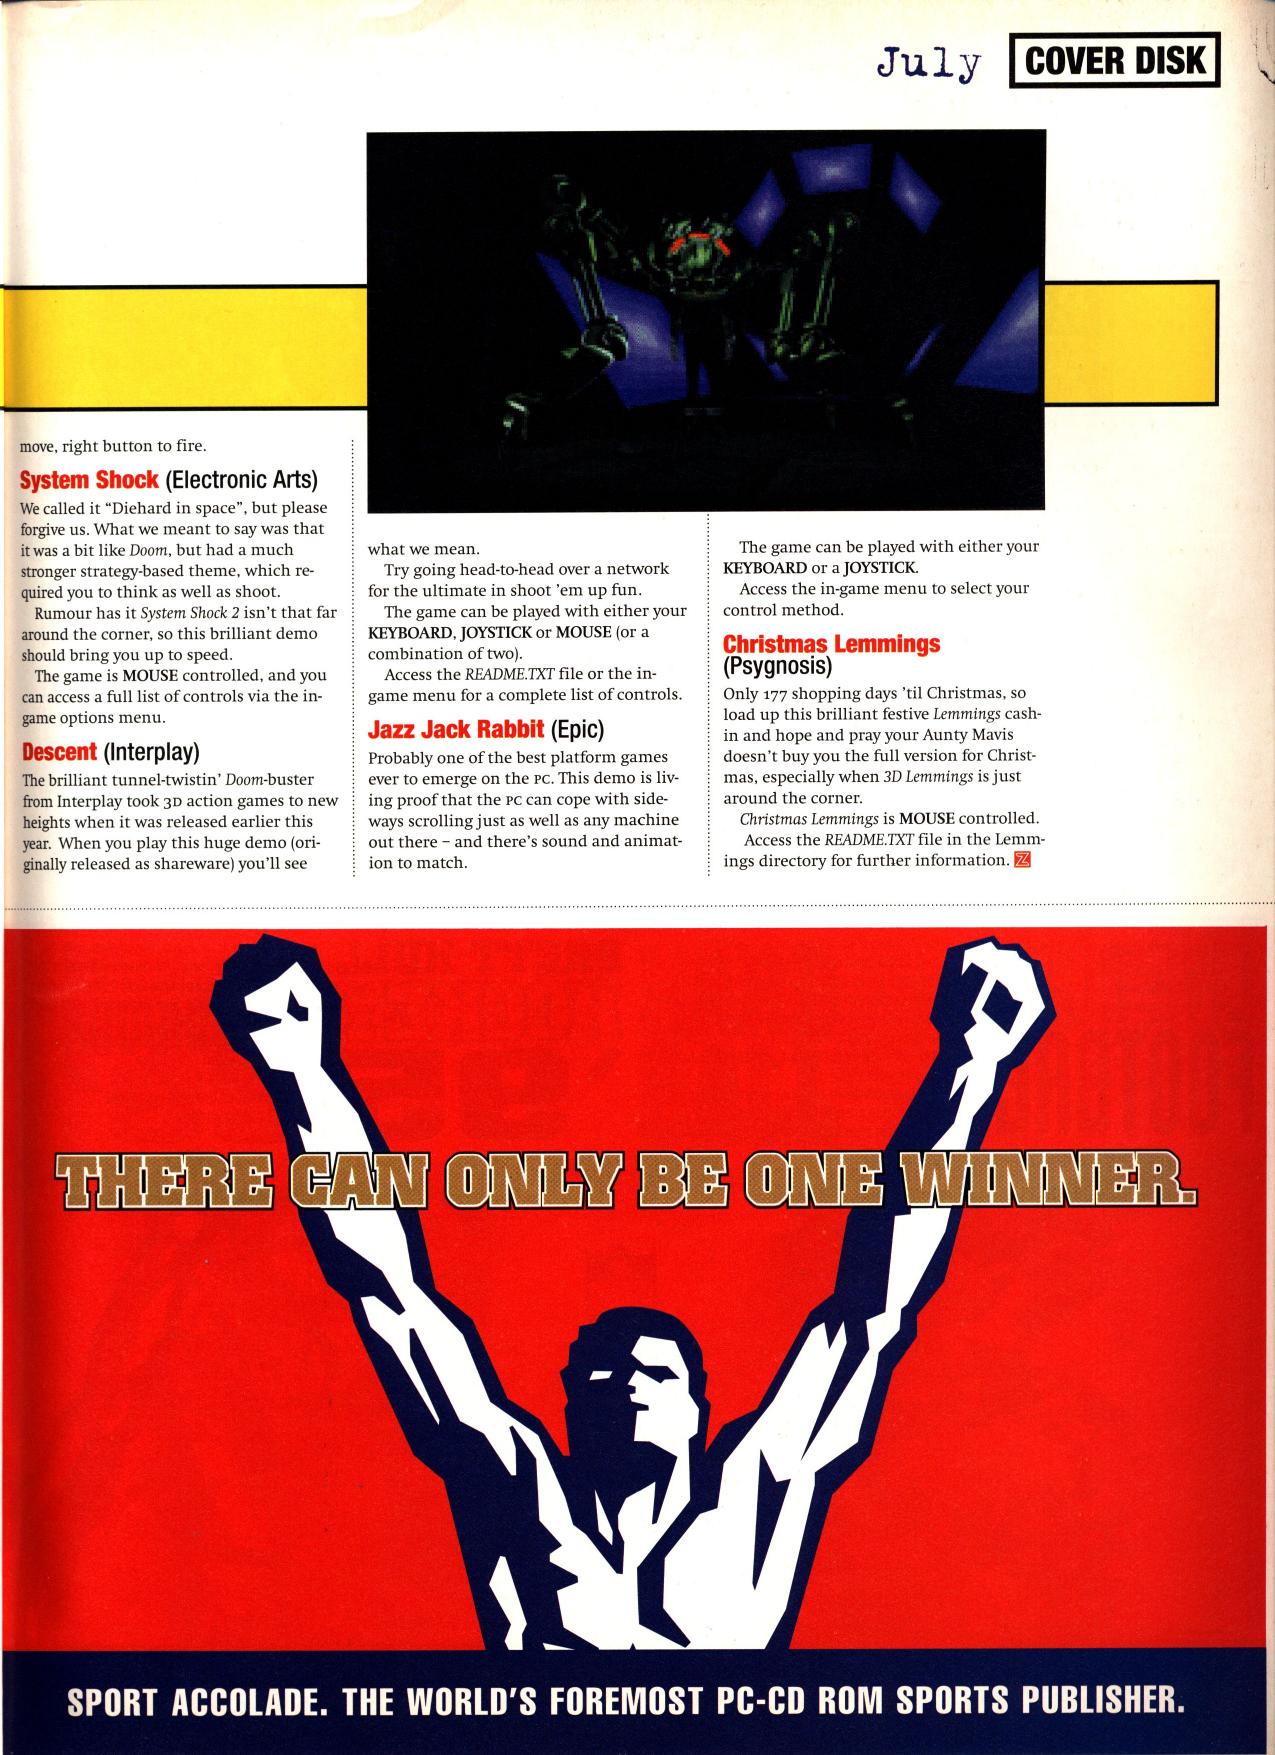 July COVER DISK
move, right button to fire.
System Shock (Electronic Arts)
We called it “Diehard in space”, but please
forgive us. What we meant to say was that
it was a bit like Doom, but had a much
stronger strategy-based theme, which re-
quired you to think as well as shoot.
Rumour has it System Shock 2 isn't that far
around the corner, so this brilliant demo
should bring you up to speed.
The game is MOUSE controlled, and you
can access a full list of controls via the in-
game options menu.
Descent (Interplay)
The brilliant tunnel-twistin' Doom-buster
from Interplay took 3D action games to new
heights when it was released earlier this
year. When you play this huge demo (ori-
ginally released as shareware) you'll see
what we mean.
Try going head-to-head over a network
for the ultimate in shoot 'em up fun.
The game can be played with either your
KEYBOARD, JOYSTICK or MOUSE (or a
combination of two).
Access the README.TXT file or the in-
game menu for a complete list of controls.
Jazz Jack Rabbit (Epic)
Probably one of the best platform games
ever to emerge on the PC. This demo is liv-
ing proof that the PC can cope with side-
ways scrolling just as well as any machine
out there – and there's sound and animat-
ion to match.
The game can be played with either your
KEYBOARD or a JOYSTICK.
Access the in-game menu to select your
control method.
Christmas Lemmings
(Psygnosis)
Only 177 shopping days 'til Christmas, so
load up this brilliant festive Lemmings cash-
in and hope and pray your Aunty Mavis
doesn't buy you the full version for Christ-
mas, especially when 3D Lemmings is just
around the corner.
Christmas Lemmings is MOUSE controlled.
Access the README.TXT file in the Lemm-
ings directory for further information. Z
THERE CAN ONLY BE ONE WINNER.
SPORT ACCOLADE. THE WORLD'S FOREMOST PC-CD ROM SPORTS PUBLISHER.